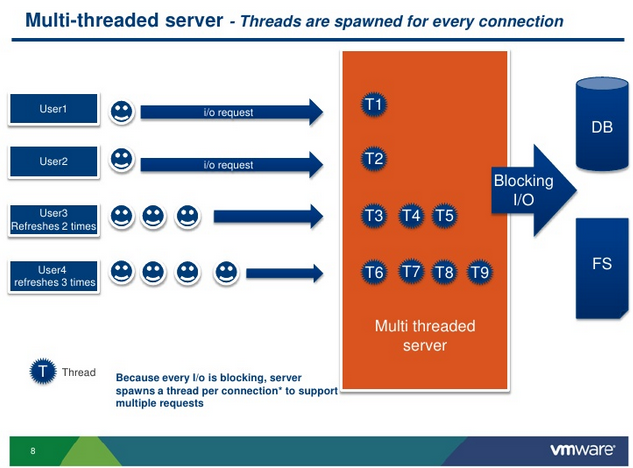 Multi-threaded server - Threads are spawned for every connection
User1
i/o request
T1
DB
User2
i/o request
T2
Blocking
I/O
User3
Refreshes 2 times
T3 T4 T5
User4
refreshes 3 times
T6 T7 T8 T9
FS
Multi threaded
server
T Thread
Because every I/o is blocking, server
spawns a thread per connection* to support
multiple requests
8
vmware®